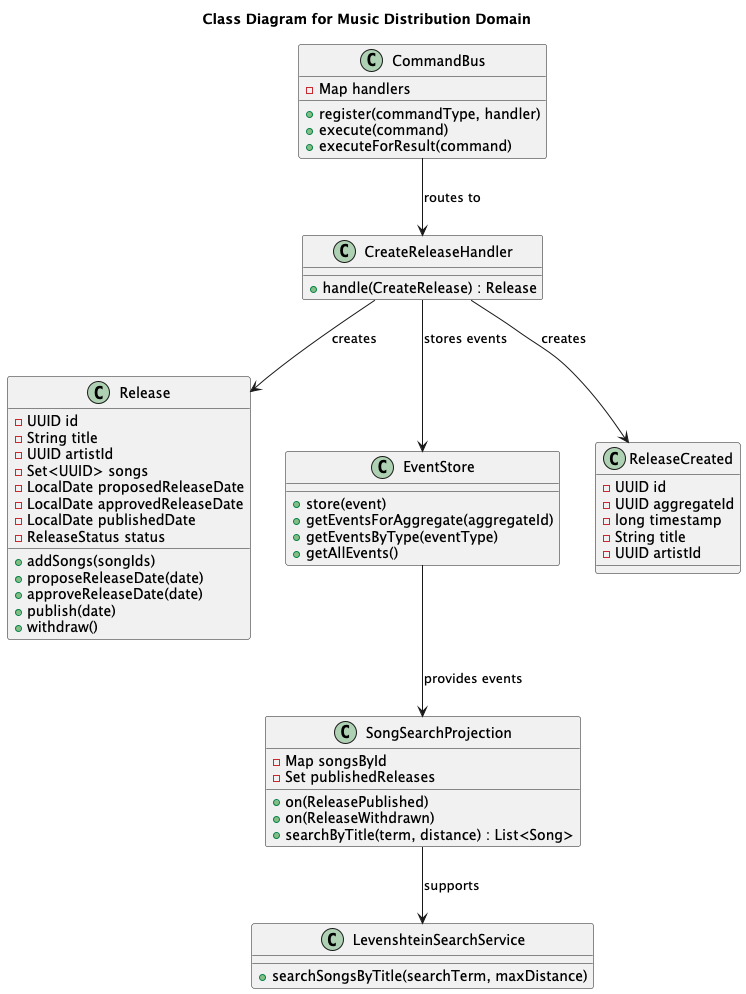 Class Diagram for Music Distribution Domain
C CommandBus
Map handlers
register(commandType, handler)
execute(command)
executeForResult(command)
routes to
C CreateReleaseHandler
handle(CreateRelease) : Release
creates
stores events
creates
C Release
UUID id
String title
UUID artistId
Set<UUID> songs
LocalDate proposedReleaseDate
LocalDate approvedReleaseDate
LocalDate publishedDate
ReleaseStatus status
addSongs(songIds)
proposeReleaseDate(date)
approveReleaseDate(date)
publish(date)
withdraw()
C EventStore
store(event)
getEventsForAggregate(aggregateId)
getEventsByType(eventType)
getAllEvents()
C ReleaseCreated
UUID id
UUID aggregateId
long timestamp
String title
UUID artistId
provides events
C SongSearchProjection
Map songsById
Set publishedReleases
on(ReleasePublished)
on(ReleaseWithdrawn)
searchByTitle(term, distance) : List<Song>
supports
C LevenshteinSearchService
searchSongsByTitle(searchTerm, maxDistance)